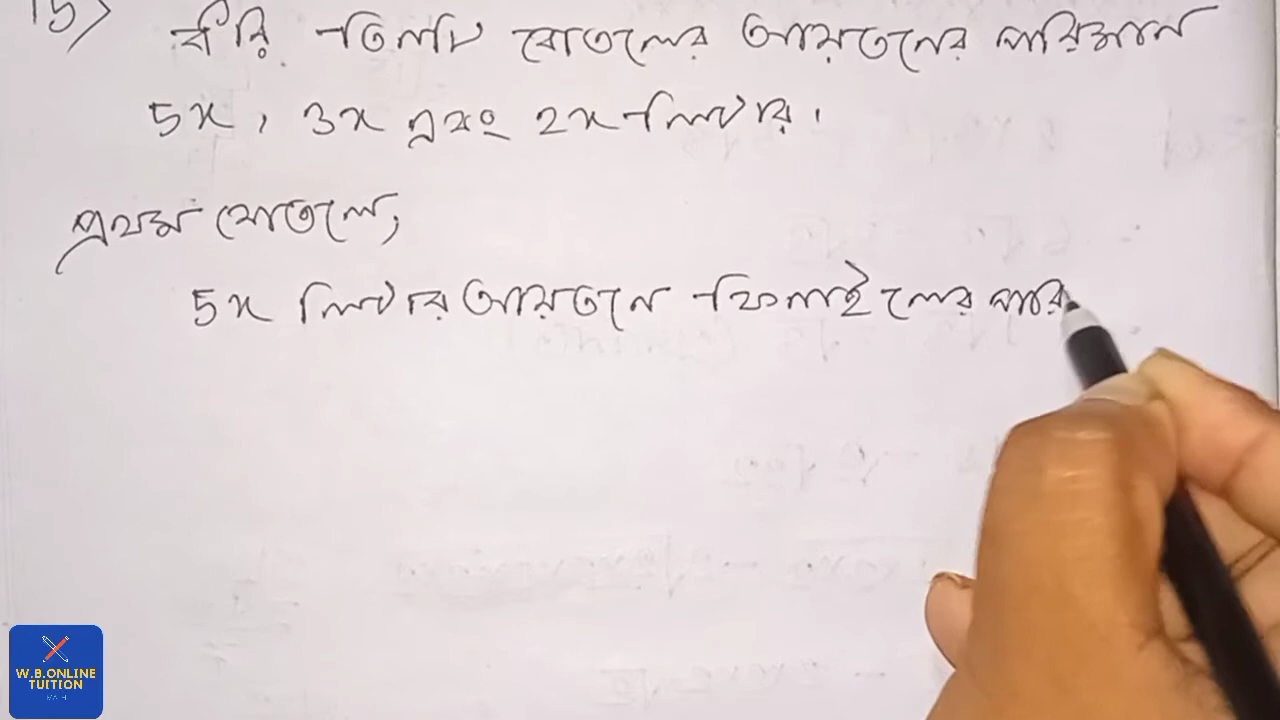 15) ধরি তিনটি বোতলের আয়তনের পরিমান
5x, 3x এবং 2x লিটার।
প্রথম বোতলে,
5x লিটার আয়তনে ফিনাইলের পরি
W.B.ONLINE
TUITION
MATH